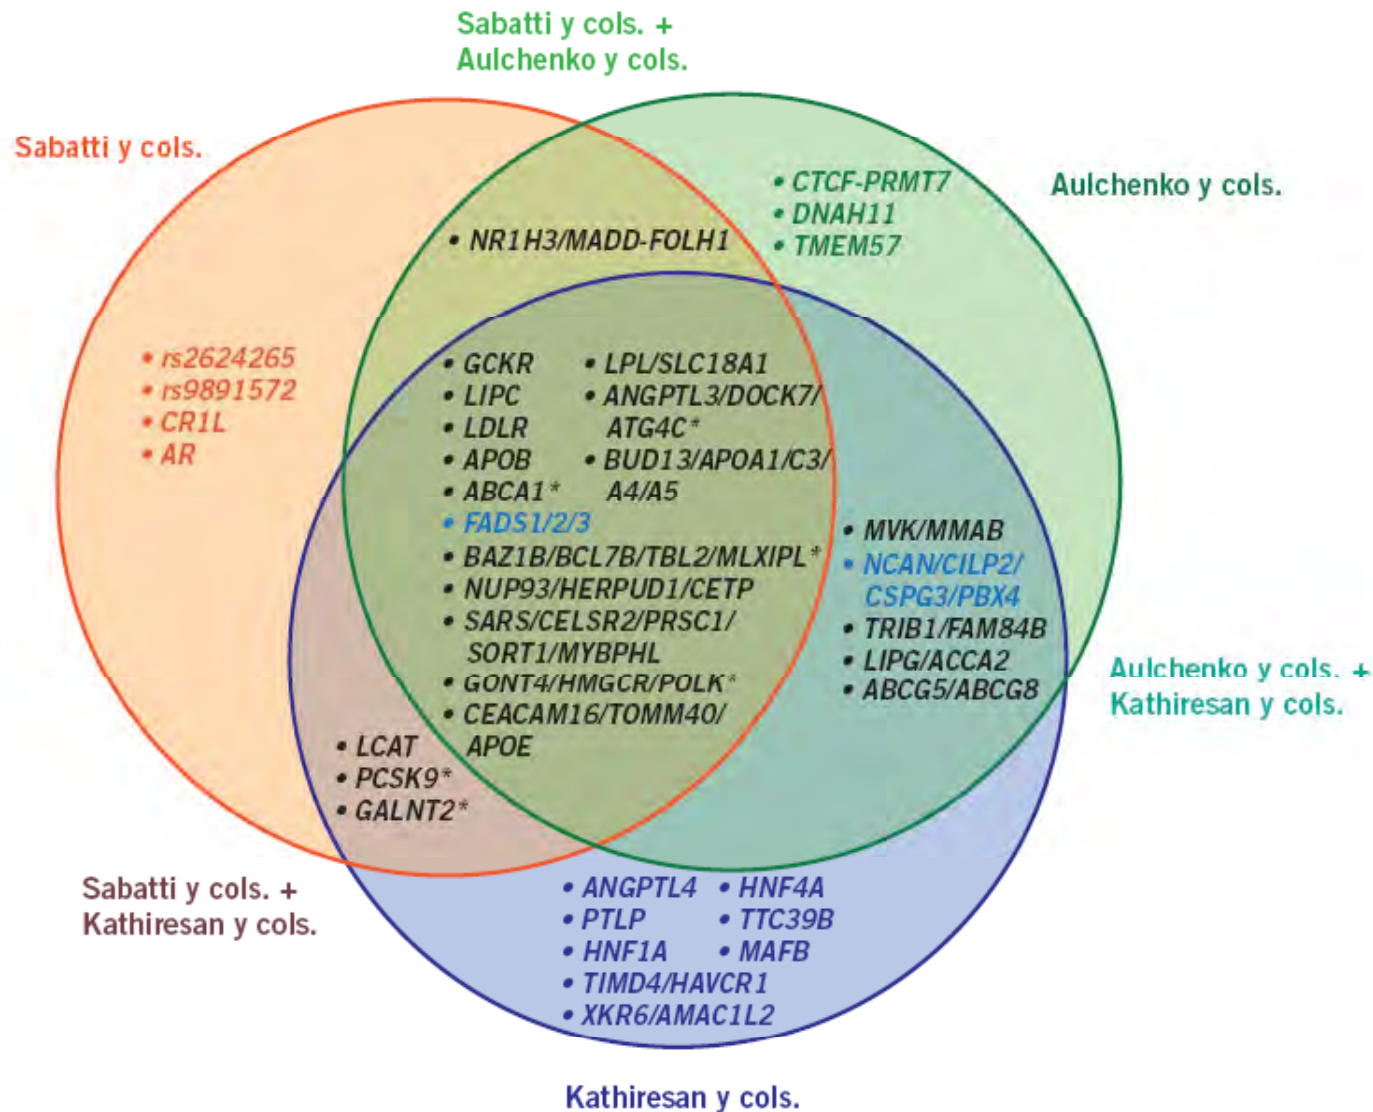 Sabatti y cols. +
Aulchenko y cols.
Sabatti y cols.
Aulchenko y cols.
• CTCF-PRMT7
• DNAH11
• TMEM57
• NR1H3/MADD-FOLH1
• rs2624265
• rs9891572
• CR1L
• AR
• GCKR
• LIPC
• LDLR
• APOB
• ABCA1*
• LPL/SLC18A1
• ANGPTL3/DOCK7/
ATG4C*
• BUD13/APOA1/C3/
A4/A5
• FADS1/2/3
• BAZ1B/BCL7B/TBL2/MLXIPL*
• NUP93/HERPUD1/CETP
• SARS/CELSR2/PRSC1/
SORT1/MYBPHL
• GONT4/HMGCR/POLK*
• CEACAM16/TOMM40/
APOE
• MVK/MMAB
• NCAN/CILP2/
CSPG3/PBX4
• TRIB1/FAM84B
• LIPG/ACCA2
• ABCG5/ABCG8
Aulchenko y cols. +
Kathiresan y cols.
• LCAT
• PCSK9*
• GALNT2*
Sabatti y cols. +
Kathiresan y cols.
• ANGPTL4 • HNF4A
• PTLP • TTC39B
• HNF1A • MAFB
• TIMD4/HAVCR1
• XKR6/AMAC1L2
Kathiresan y cols.